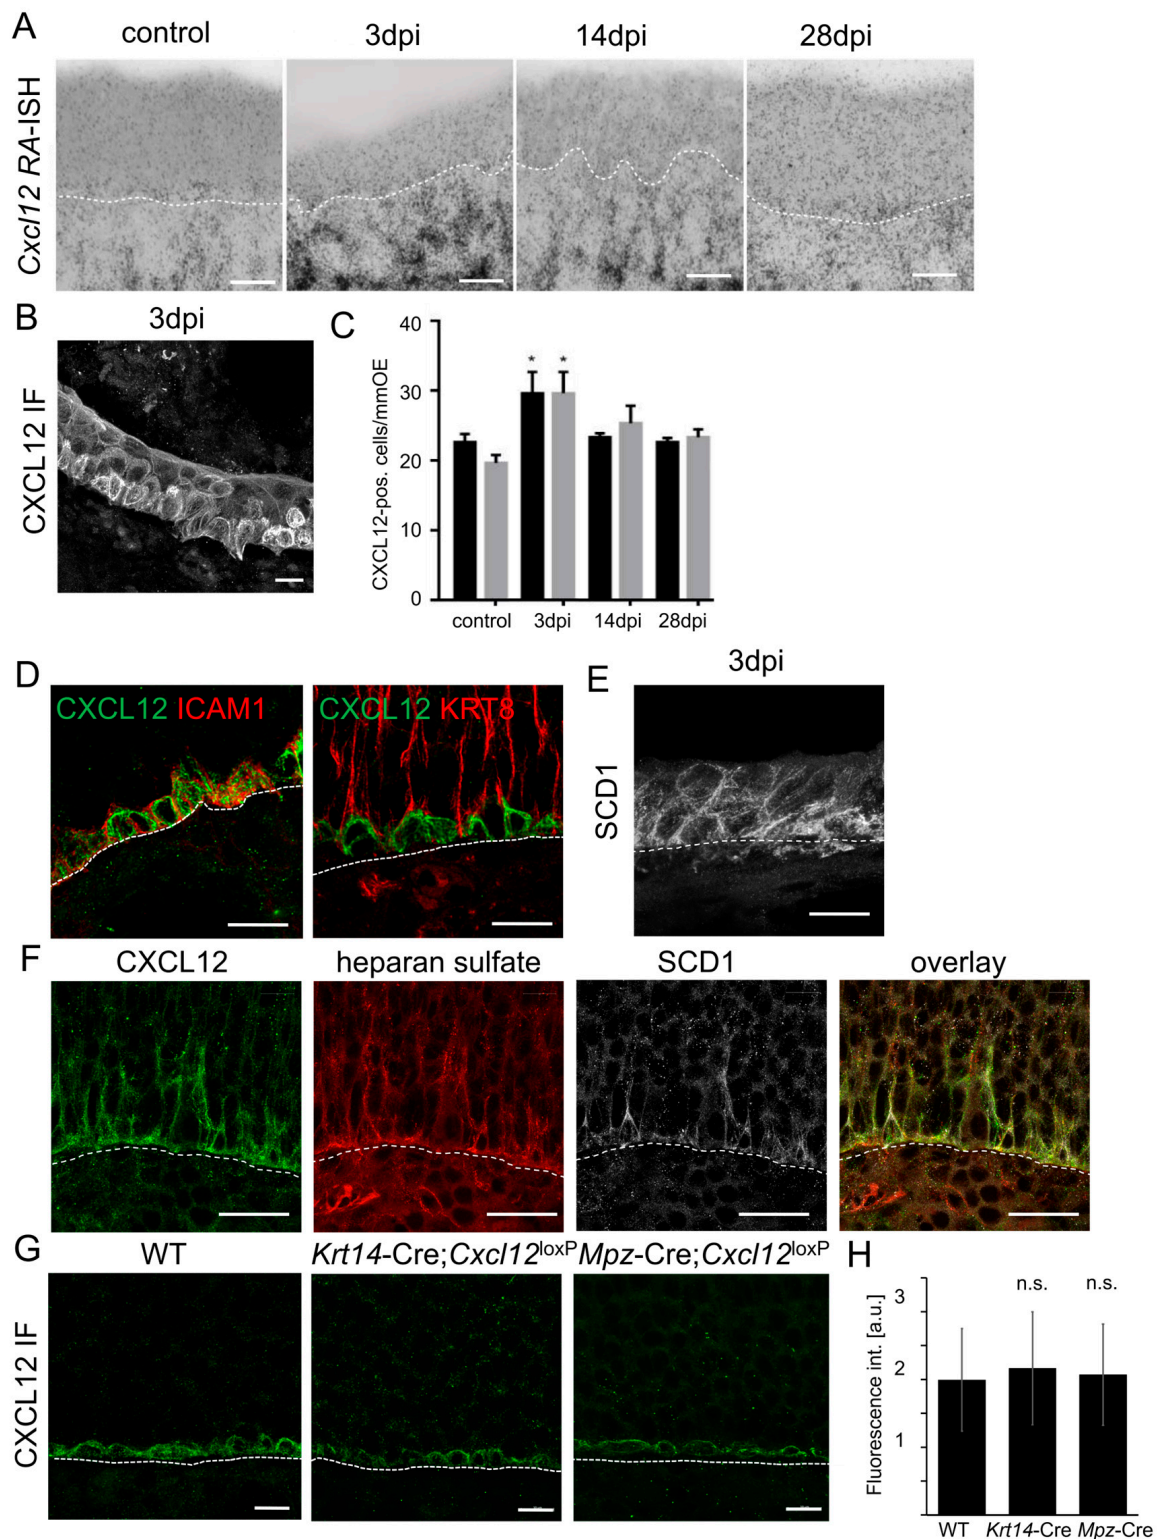 A
control
3dpi
14dpi
28dpi
Cxcl12 RA-ISH
B
3dpi
CXCL12 IF
C
CXCL12-pos. cells/mmOE
40
30
20
10
0
* *
control
3dpi
14dpi
28dpi
D
CXCL12 ICAM1
CXCL12 KRT8
E
3dpi
SCD1
F
CXCL12
heparan sulfate
SCD1
overlay
G
WT
Krt14-Cre;Cxcl12loxP
Mpz-Cre;Cxcl12loxP
CXCL12 IF
H
Fluorescence int. [a.u.]
3
2
1
n.s.
n.s.
WT
Krt14-Cre
Mpz-Cre